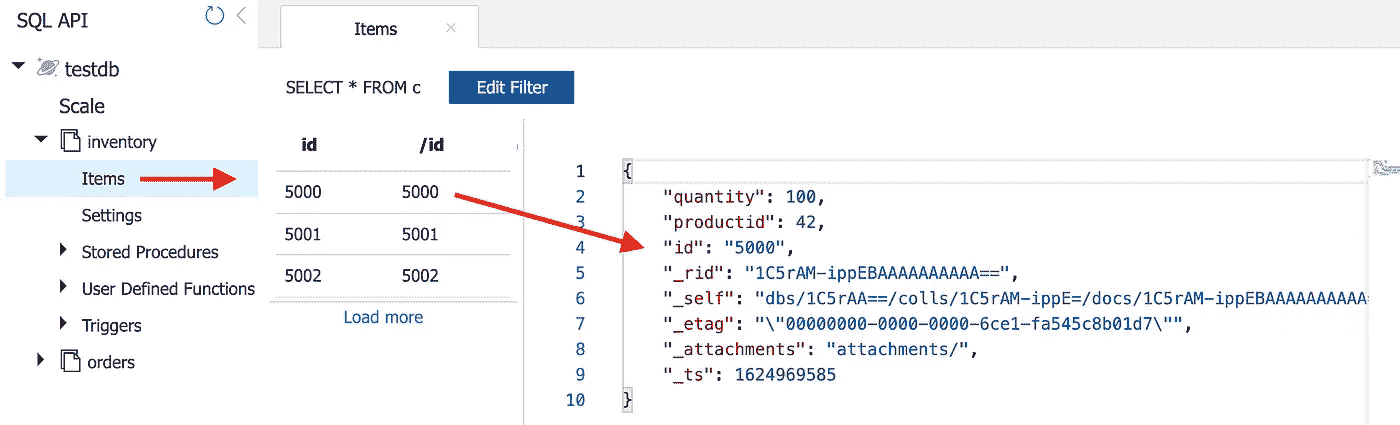 SQL API
testdb
Scale
inventory
Items
Settings
Stored Procedures
User Defined Functions
Triggers
orders
Items
SELECT * FROM c
Edit Filter
id /id
5000 5000
5001 5001
5002 5002
Load more
1 {
2 "quantity": 100,
3 "productid": 42,
4 "id": "5000",
5 "_rid": "1C5rAM-ippEBAAAAAAAAAA==",
6 "_self": "dbs/1C5rAA==/colls/1C5rAM-ippE=/docs/1C5rAM-ippEBAAAAAAAAAA=
7 "_etag": "\"00000000-0000-0000-6ce1-fa545c8b01d7\"",
8 "_attachments": "attachments/",
9 "_ts": 1624969585
10 }